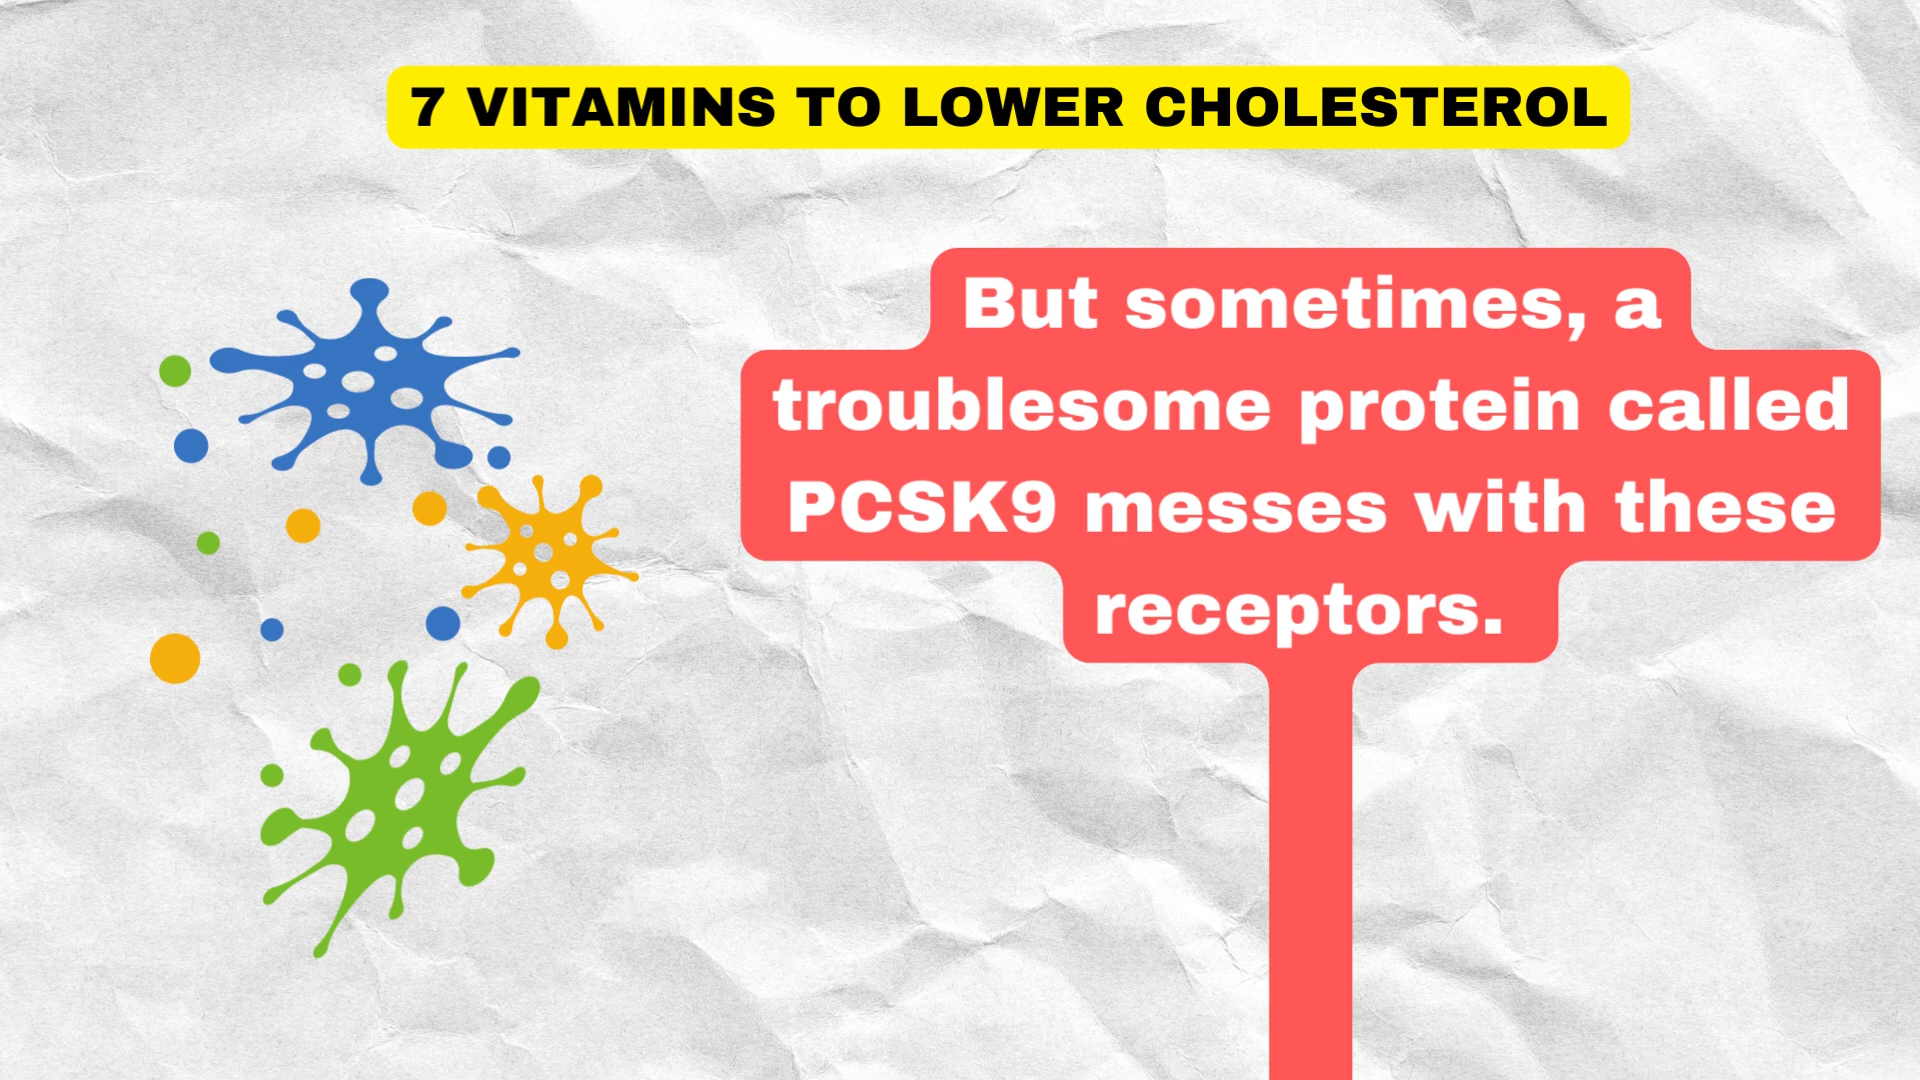 7 VITAMINS TO LOWER CHOLESTEROL
But sometimes, a
troublesome protein called
PCSK9 messes with these
receptors.